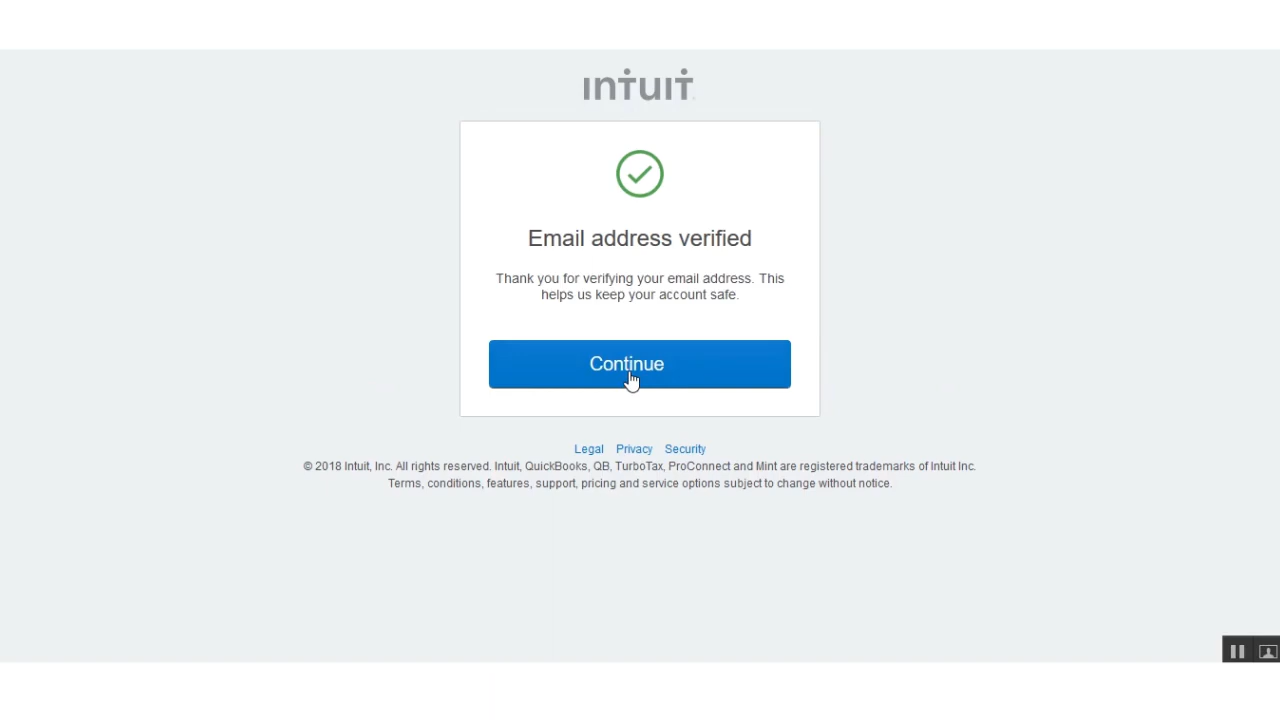 intuit
Email address verified
Thank you for verifying your email address. This
helps us keep your account safe.
Continue
Legal Privacy Security
© 2018 Intuit, Inc. All rights reserved. Intuit, QuickBooks, QB, TurboTax, ProConnect and Mint are registered trademarks of Intuit Inc.
Terms, conditions, features, support, pricing and service options subject to change without notice.